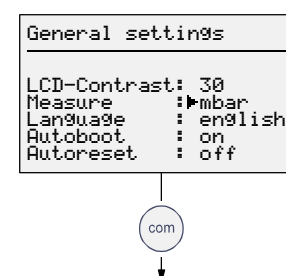 General settings
LCD-Contrast: 30
Measure : mbar
Language : english
Autoboot : on
Autoreset : off
com